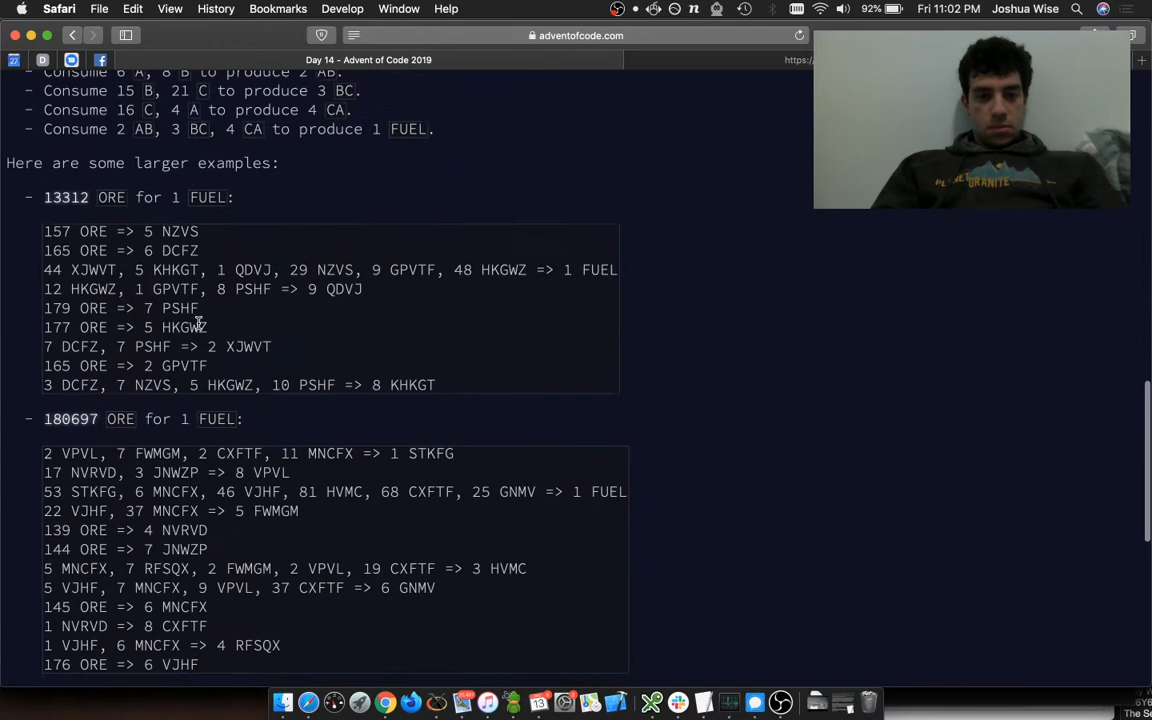 Safari File Edit View History Bookmarks Develop Window Help 92% Fri 11:02 PM Joshua Wise
adventofcode.com
Day 14 - Advent of Code 2019 https:/
- Consume 6 A, 8 B to produce 2 AB.
- Consume 15 B, 21 C to produce 3 BC.
- Consume 16 C, 4 A to produce 4 CA.
- Consume 2 AB, 3 BC, 4 CA to produce 1 FUEL.
Here are some larger examples:
- 13312 ORE for 1 FUEL:
157 ORE => 5 NZVS
165 ORE => 6 DCFZ
44 XJWVT, 5 KHKGT, 1 QDVJ, 29 NZVS, 9 GPVTF, 48 HKGWZ => 1 FUEL
12 HKGWZ, 1 GPVTF, 8 PSHF => 9 QDVJ
179 ORE => 7 PSHF
177 ORE => 5 HKGWZ
7 DCFZ, 7 PSHF => 2 XJWVT
165 ORE => 2 GPVTF
3 DCFZ, 7 NZVS, 5 HKGWZ, 10 PSHF => 8 KHKGT
- 180697 ORE for 1 FUEL:
2 VPVL, 7 FWMGM, 2 CXFTF, 11 MNCFX => 1 STKFG
17 NVRVD, 3 JNWZP => 8 VPVL
53 STKFG, 6 MNCFX, 46 VJHF, 81 HVMC, 68 CXFTF, 25 GNMV => 1 FUEL
22 VJHF, 37 MNCFX => 5 FWMGM
139 ORE => 4 NVRVD
144 ORE => 7 JNWZP
5 MNCFX, 7 RFSQX, 2 FWMGM, 2 VPVL, 19 CXFTF => 3 HVMC
5 VJHF, 7 MNCFX, 9 VPVL, 37 CXFTF => 6 GNMV
145 ORE => 6 MNCFX
1 NVRVD => 8 CXFTF
1 VJHF, 6 MNCFX => 4 RFSQX
176 ORE => 6 VJHF
PLANET GRANITE